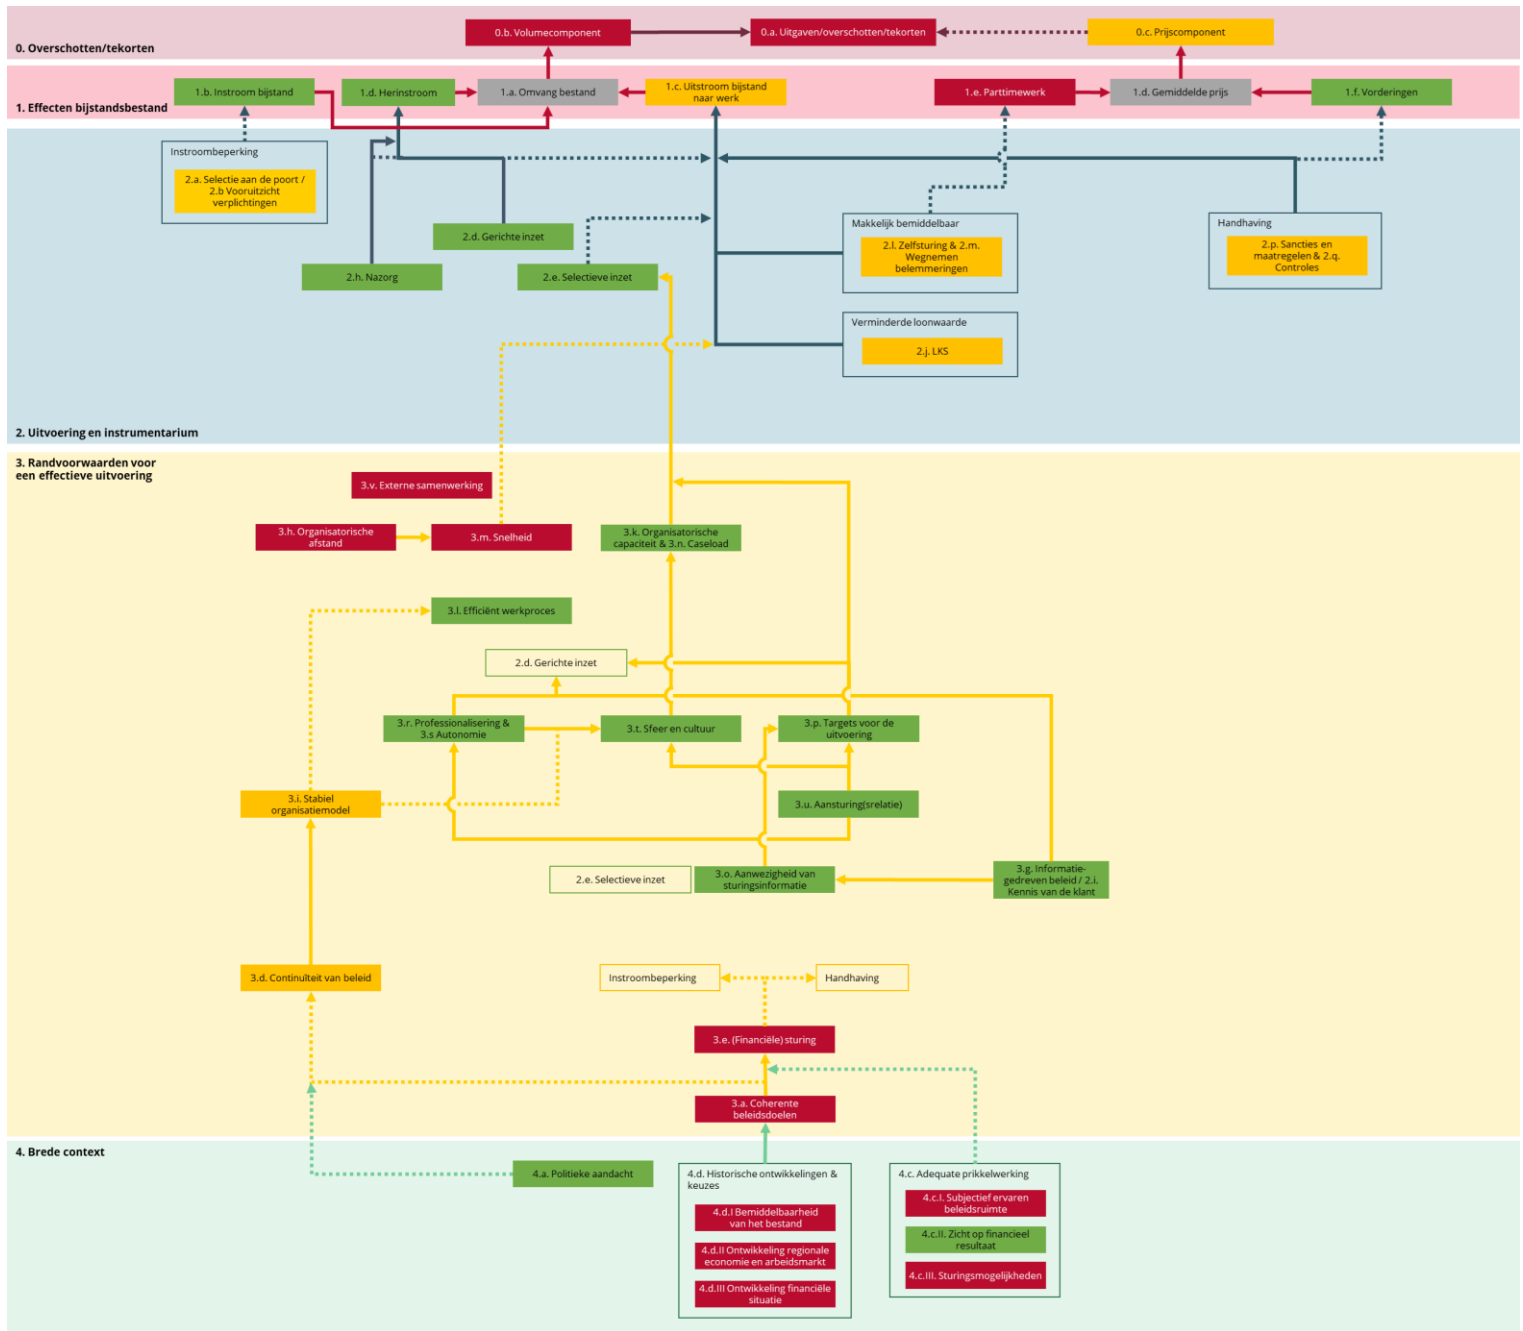 0.b. Volumecomponent
0.a. Uitgaven/overschotten/tekorten
0.c. Prijscomponent
0. Overschotten/tekorten
1.b. Instroom bijstand
1.d. Herinstroom
1.a. Omvang bestand
1.c. Uitstroom bijstand
naar werk
1.e. Parttimewerk
1.d. Gemiddelde prijs
1.f. Vorderingen
1. Effecten bijstandsbestand
Instroombeperking
2.a. Selectie aan de poort /
2.b Vooruitzicht
verplichtingen
2.d. Gerichte inzet
2.h. Nazorg
2.e. Selectieve inzet
Makkelijk bemiddelbaar
2.l. Zelfsturing & 2.m.
Wegnemen
belemmeringen
Handhaving
2.p. Sancties en
maatregelen & 2.q.
Controles
Verminderde loonwaarde
2.j. LKS
2. Uitvoering en instrumentarium
3. Randvoorwaarden voor
een effectieve uitvoering
3.v. Externe samenwerking
3.h. Organisatorische
afstand
3.m. Snelheid
3.k. Organisatorische
capaciteit & 3.n. Caseload
3.l. Efficiënt werkproces
2.d. Gerichte inzet
3.r. Professionalisering &
3.s Autonomie
3.t. Sfeer en cultuur
3.p. Targets voor de
uitvoering
3.i. Stabiel
organisatiemodel
3.u. Aansturing(srelatie)
2.e. Selectieve inzet
3.o. Aanwezigheid van
sturingsinformatie
3.g. Informatie-
gedreven beleid / 2.i.
Kennis van de klant
3.d. Continuïteit van beleid
Instroombeperking
Handhaving
3.e. (Financiële) sturing
3.a. Coherente
beleidsdoelen
4. Brede context
4.a. Politieke aandacht
4.d. Historische ontwikkelingen &
keuzes
4.d.I Bemiddelbaarheid
van het bestand
4.d.II Ontwikkeling regionale
economie en arbeidsmarkt
4.d.III Ontwikkeling financiële
situatie
4.c. Adequate prikkelwerking
4.c.I. Subjectief ervaren
beleidsruimte
4.c.II. Zicht op financieel
resultaat
4.c.III. Sturingsmogelijkheden